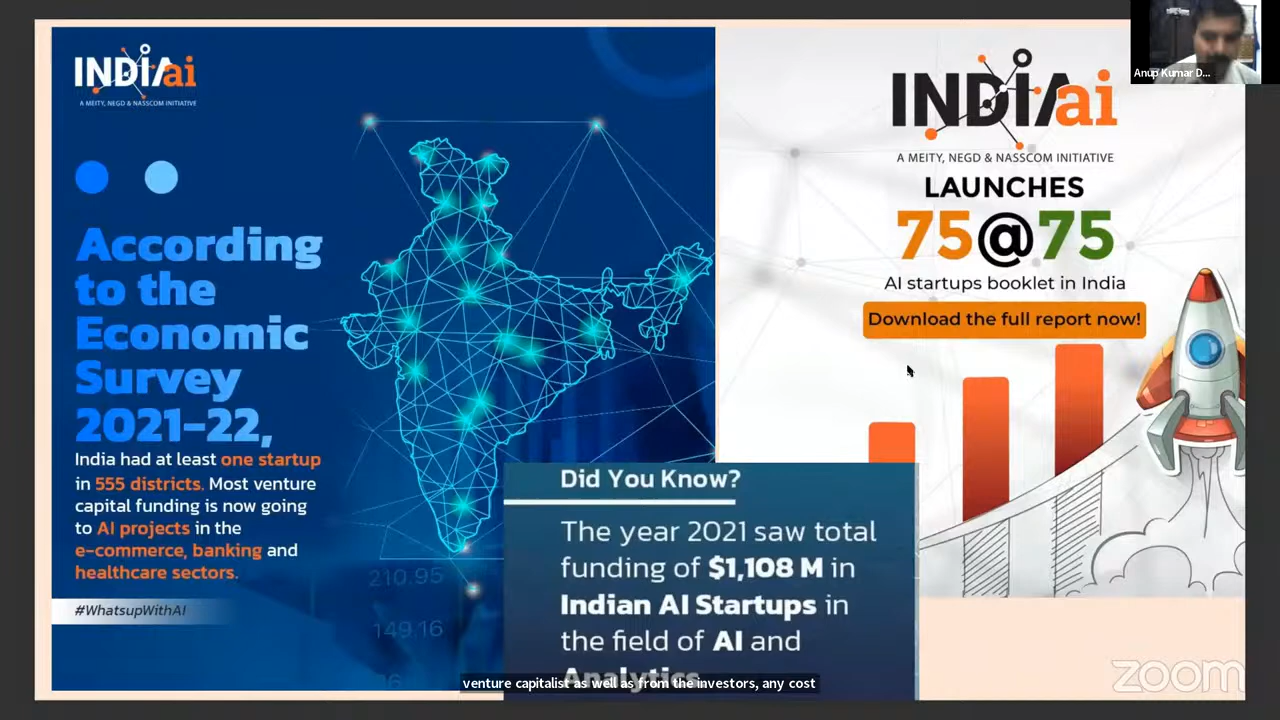 INDIAai
A MEITY, NEGD & NASSCOM INITIATIVE
According
to the
Economic
Survey
2021-22,
India had at least one startup
in 555 districts. Most venture
capital funding is now going
to AI projects in the
e-commerce, banking and
healthcare sectors.
#WhatsupWithAI
210.95
149.16
Did You Know?
The year 2021 saw total
funding of $1,108 M in
Indian AI Startups in
the field of AI and
Analytics
INDIAai
A MEITY, NEGD & NASSCOM INITIATIVE
LAUNCHES
75@75
AI startups booklet in India
Download the full report now!
Anup Kumar D...
venture capitalist as well as from the investors, any cost
zoom